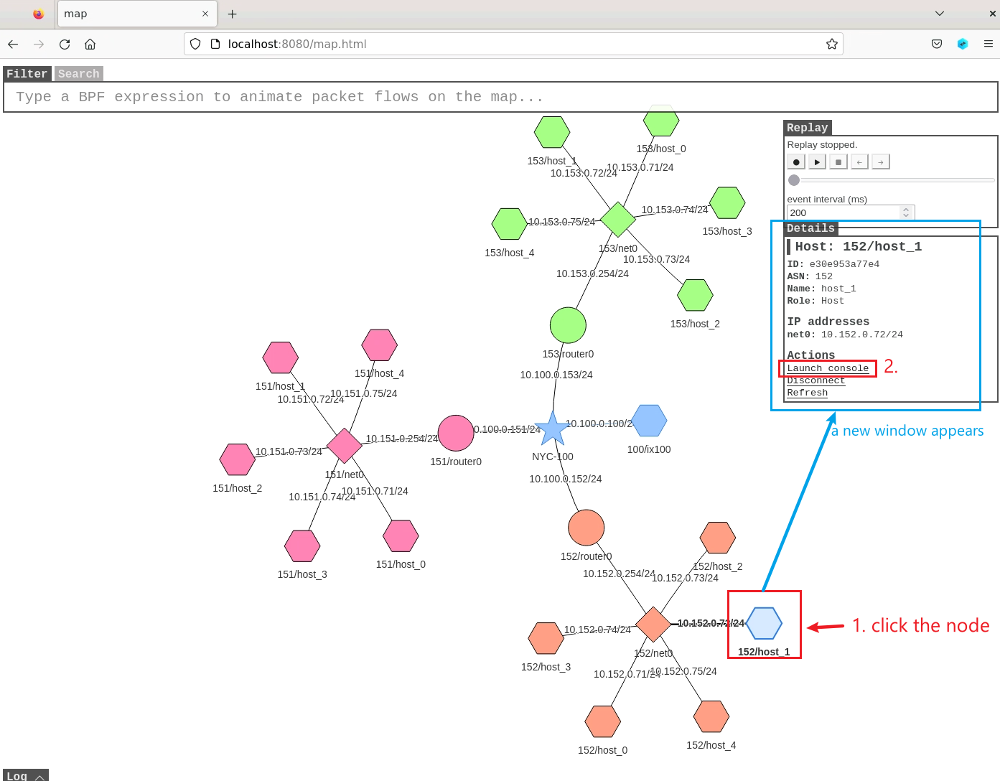 map
localhost:8080/map.html
Filter Search
Type a BPF expression to animate packet flows on the map...
Replay
Replay stopped.
event interval (ms)
200
Details
Host: 152/host_1
ID: e30e953a77e4
ASN: 152
Name: host_1
Role: Host
IP addresses
net0: 10.152.0.72/24
Actions
Launch console
2.
Disconnect
Refresh
a new window appears
1. click the node
153/host_0
153/host_1
10.153.0.71/24
10.153.0.72/24
10.153.0.74/24
10.153.0.75/24
153/host_3
153/net0
153/host_4
10.153.0.73/24
10.153.0.254/24
153/host_2
153/router0
10.100.0.153/24
151/host_4
151/host_1
10.151.0.75/24
10.151.0.72/24
10.100.0.100/2
0.100.0.151/24
10.151.0.254/24
100/ix100
10.151.0.73/24
NYC-100
151/router0
151/net0
10.100.0.152/24
151/host_2
10.151.0.71/24
10.151.0.74/24
152/router0
151/host_0
152/host_2
10.152.0.254/24
151/host_3
10.152.0.73/24
10.152.0.72/24
10.152.0.74/24
152/host_1
152/net0
152/host_3
10.152.0.75/24
10.152.0.71/24
152/host_4
152/host_0
Log